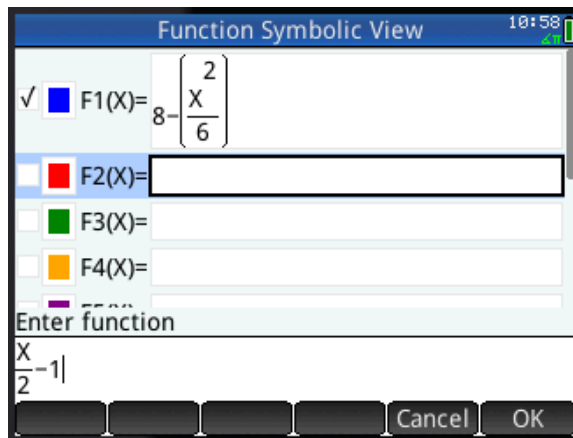 Function Symbolic View 10:58
∡π
√ F1(X)= 8-(X^2/6)
F2(X)=
F3(X)=
F4(X)=
Enter function
X/2-1
Cancel OK